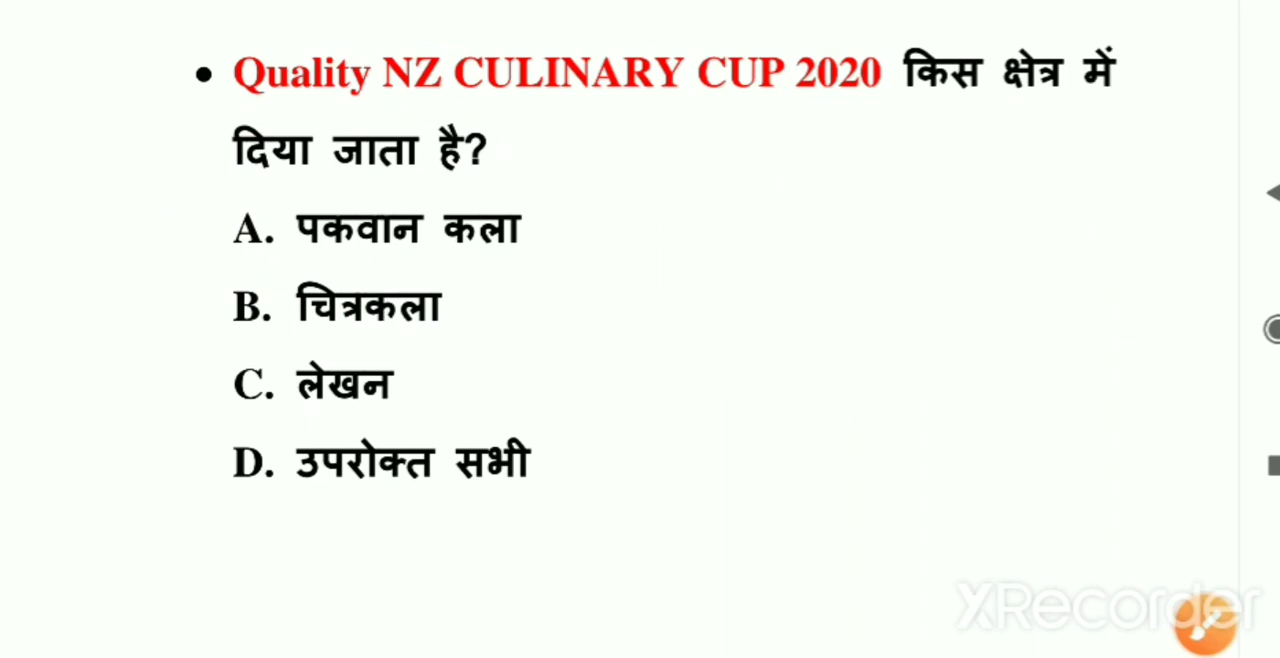 • Quality NZ CULINARY CUP 2020 किस क्षेत्र में
दिया जाता है?
A. पकवान कला
B. चित्रकला
C. लेखन
D. उपरोक्त सभी
XRecorder